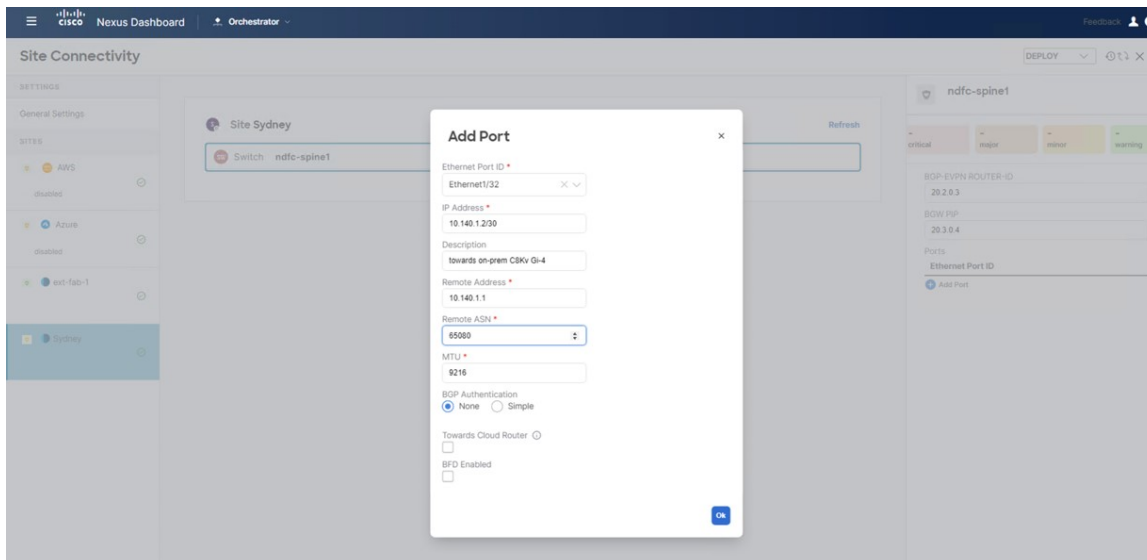 cisco Nexus Dashboard Orchestrator Feedback
Site Connectivity DEPLOY
SETTINGS
General Settings
SITES
AWS
disabled
Azure
disabled
ext-fab-1
Sydney
Site Sydney Refresh
Switch ndfc-spine1
Add Port
Ethernet Port ID *
Ethernet1/32
IP Address *
10.140.1.2/30
Description
towards on-prem C8Kv Gi-4
Remote Address *
10.140.1.1
Remote ASN *
65080
MTU *
9216
BGP Authentication
None Simple
Towards Cloud Router
BFD Enabled
Ok
ndfc-spine1
critical major minor warning
BGP-EVPN ROUTER-ID
20.2.0.3
BGW PIP
20.3.0.4
Ports
Ethernet Port ID
Add Port